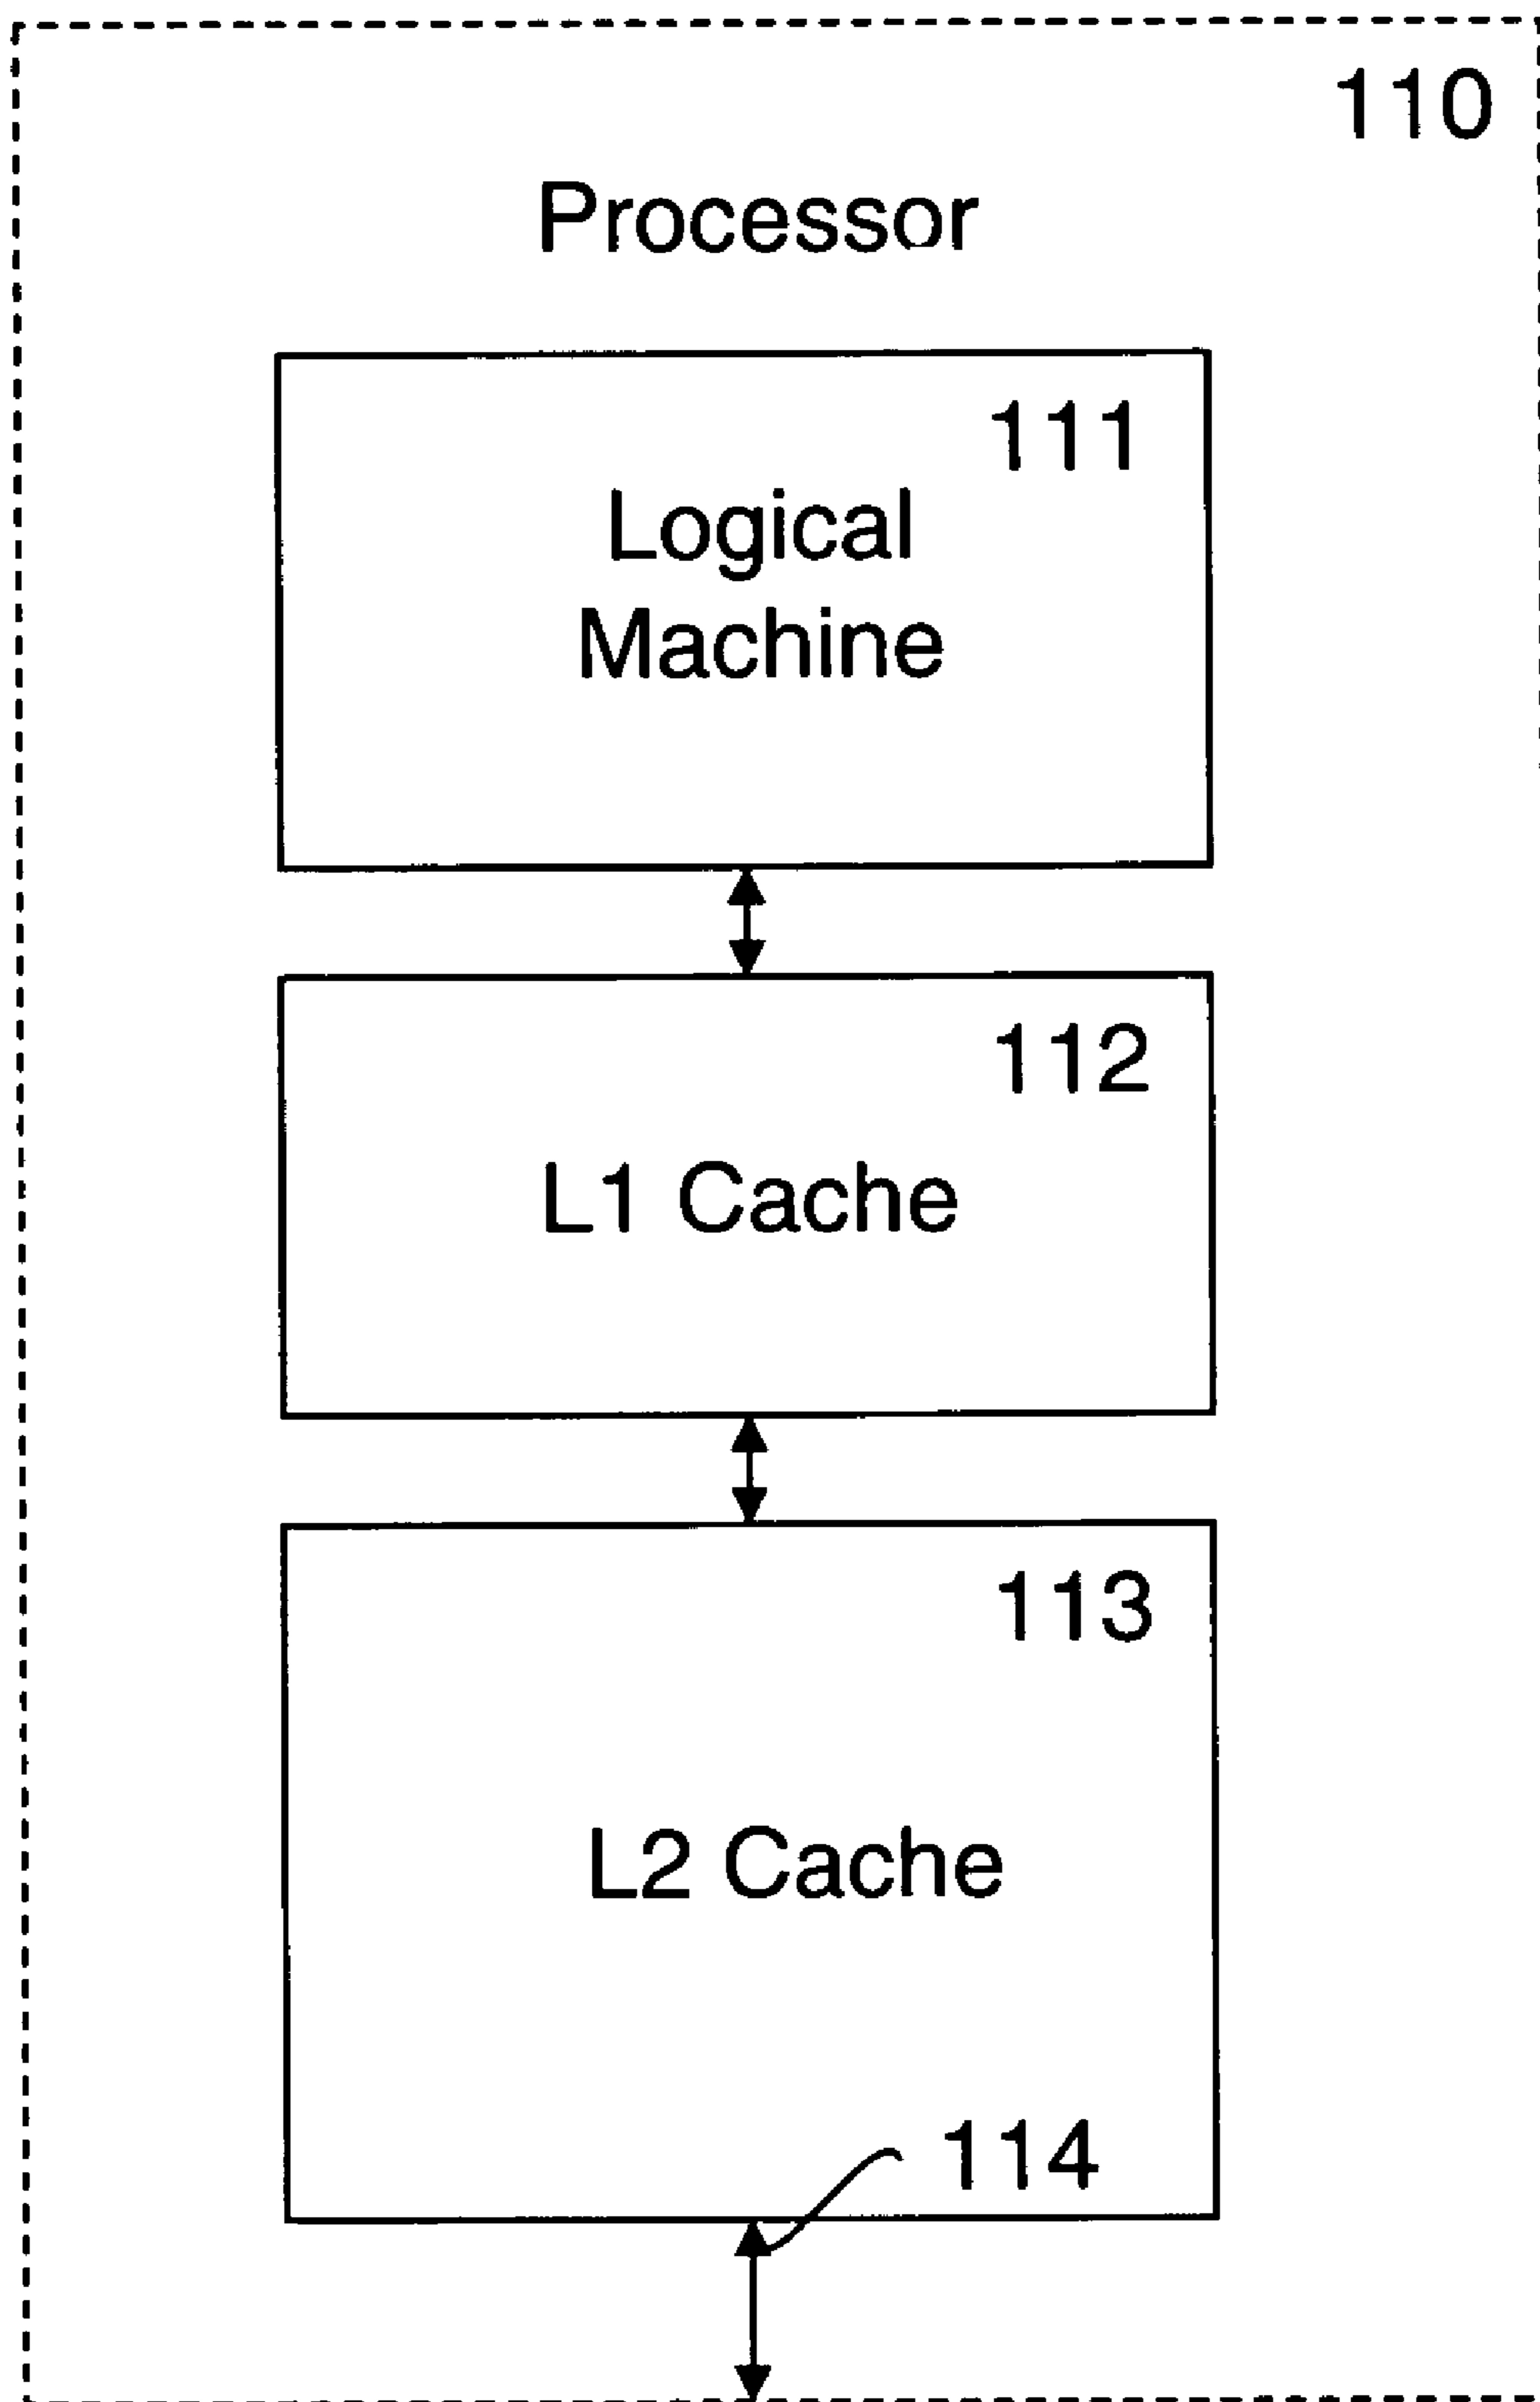 110
Processor
111
Logical
Machine
112
L1 Cache
113
L2 Cache
114